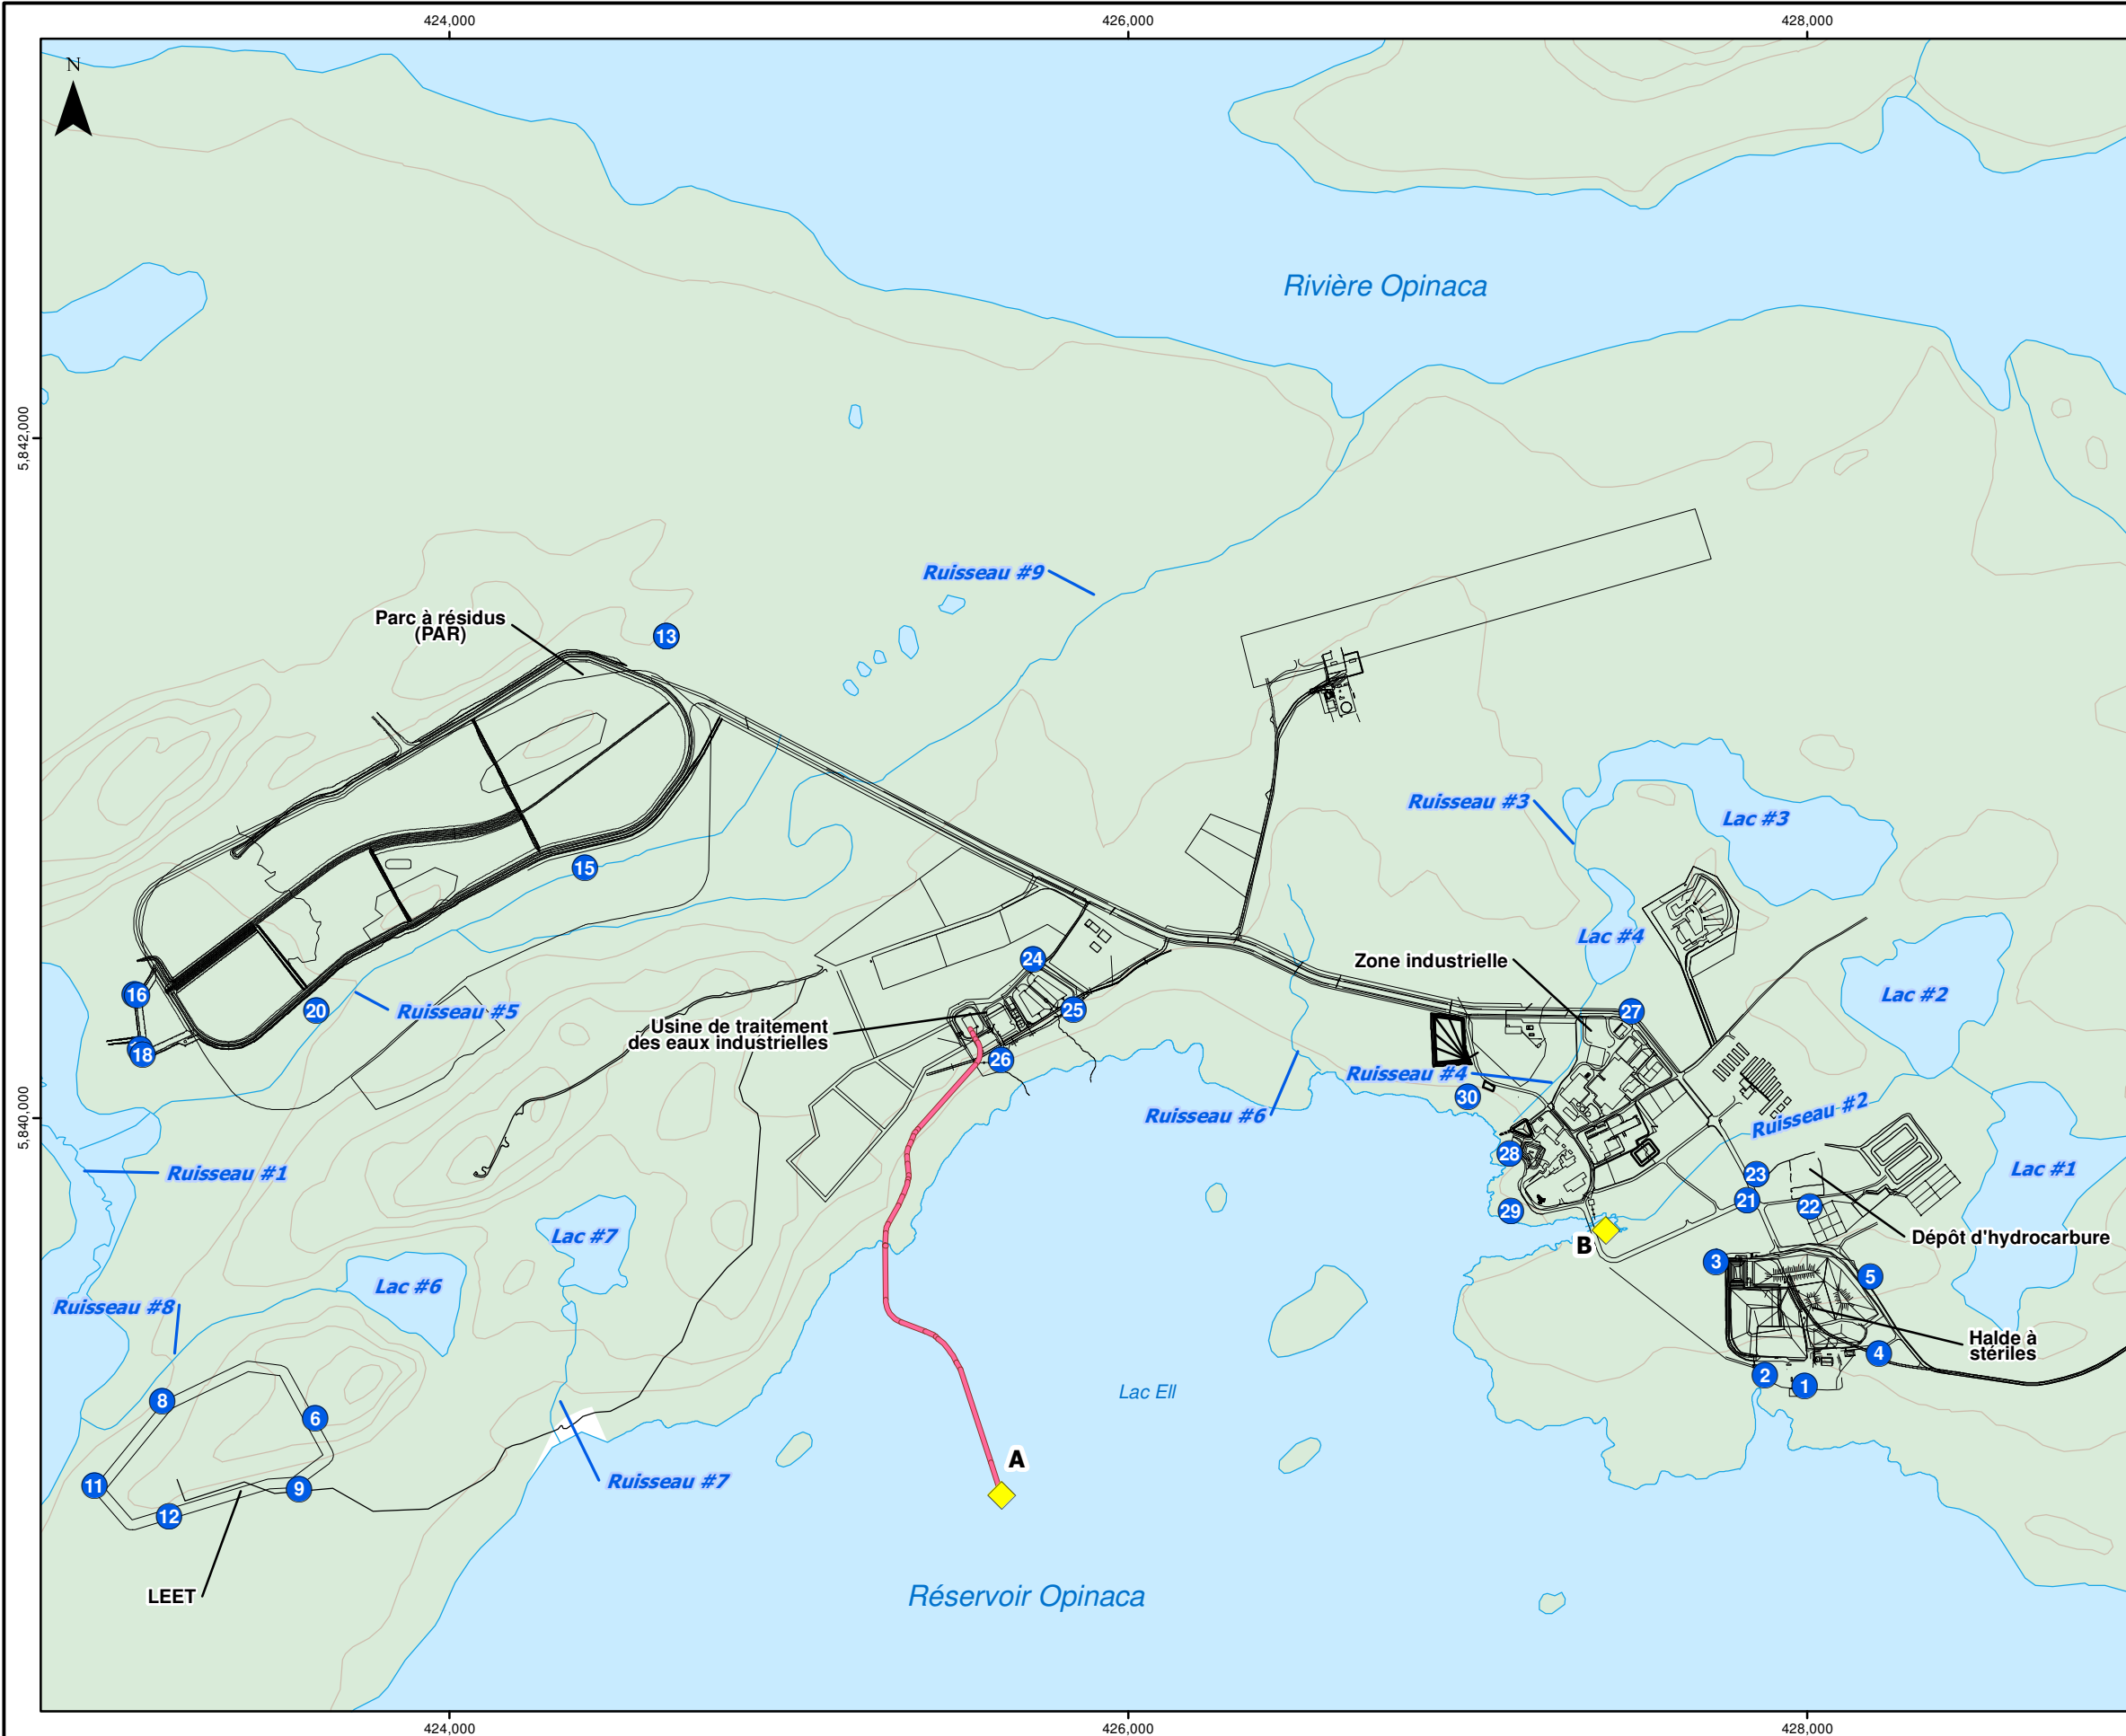 424,000
426,000
428,000
N
Rivière Opinaca
5,842,000
Ruisseau #9
Parc à résidus
(PAR)
13
Ruisseau #3
Lac #3
15
Lac #4
Zone industrielle
24
16
Lac #2
20
Ruisseau #5
25
27
Usine de traitement
des eaux industrielles
18
26
Ruisseau #4
30
5,840,000
Ruisseau #6
Ruisseau #2
28
Ruisseau #1
23
Lac #1
21
22
29
Lac #7
Dépôt d'hydrocarbure
B
3
5
Lac #6
Ruisseau #8
Halde à
stériles
4
2
1
Lac Ell
8
6
A
Ruisseau #7
11
9
12
LEET
Réservoir Opinaca
424,000
426,000
428,000